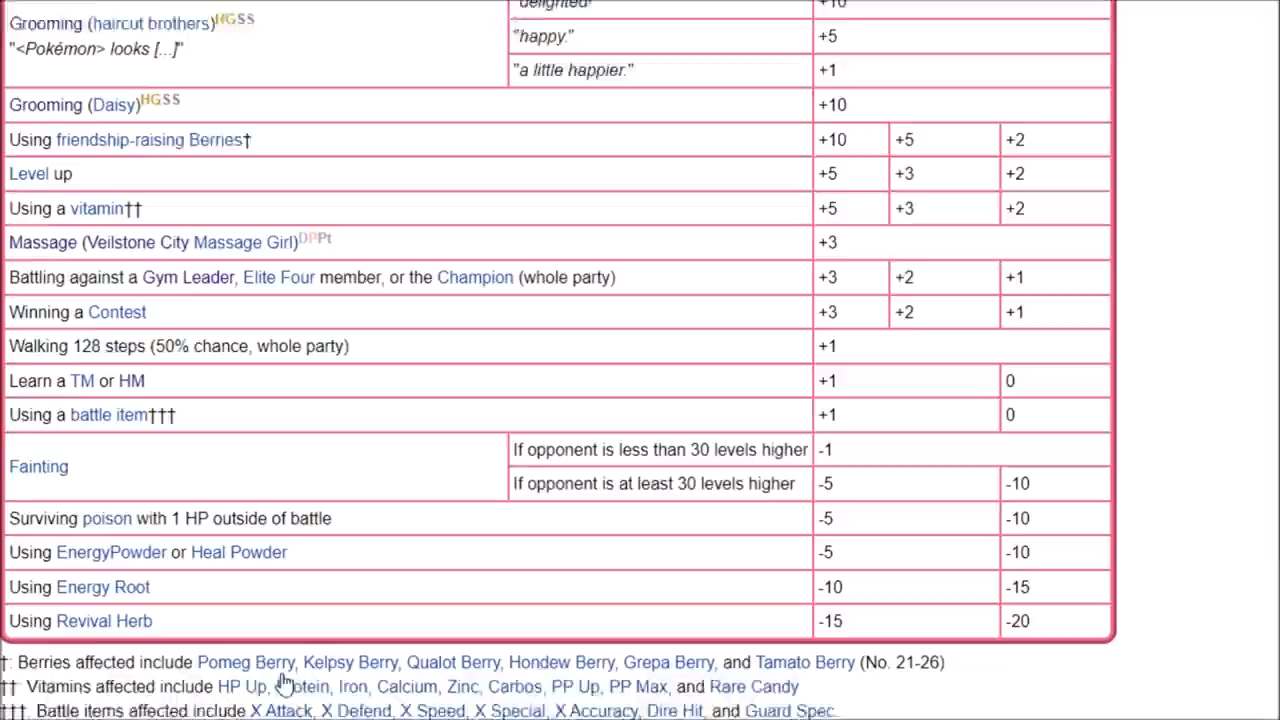 "delighted!" +10
Grooming (haircut brothers)HGSS
"<Pokémon> looks [...]"
"happy." +5
"a little happier." +1
Grooming (Daisy)HGSS +10
Using friendship-raising Berries† +10 +5 +2
Level up +5 +3 +2
Using a vitamin†† +5 +3 +2
Massage (Veilstone City Massage Girl)DPPt +3
Battling against a Gym Leader, Elite Four member, or the Champion (whole party) +3 +2 +1
Winning a Contest +3 +2 +1
Walking 128 steps (50% chance, whole party) +1
Learn a TM or HM +1 0
Using a battle item††† +1 0
Fainting
If opponent is less than 30 levels higher -1
If opponent is at least 30 levels higher -5 -10
Surviving poison with 1 HP outside of battle -5 -10
Using EnergyPowder or Heal Powder -5 -10
Using Energy Root -10 -15
Using Revival Herb -15 -20
†: Berries affected include Pomeg Berry, Kelpsy Berry, Qualot Berry, Hondew Berry, Grepa Berry, and Tamato Berry (No. 21-26)
†† Vitamins affected include HP Up, Protein, Iron, Calcium, Zinc, Carbos, PP Up, PP Max, and Rare Candy
†††. Battle items affected include X Attack, X Defend, X Speed, X Special, X Accuracy, Dire Hit, and Guard Spec.